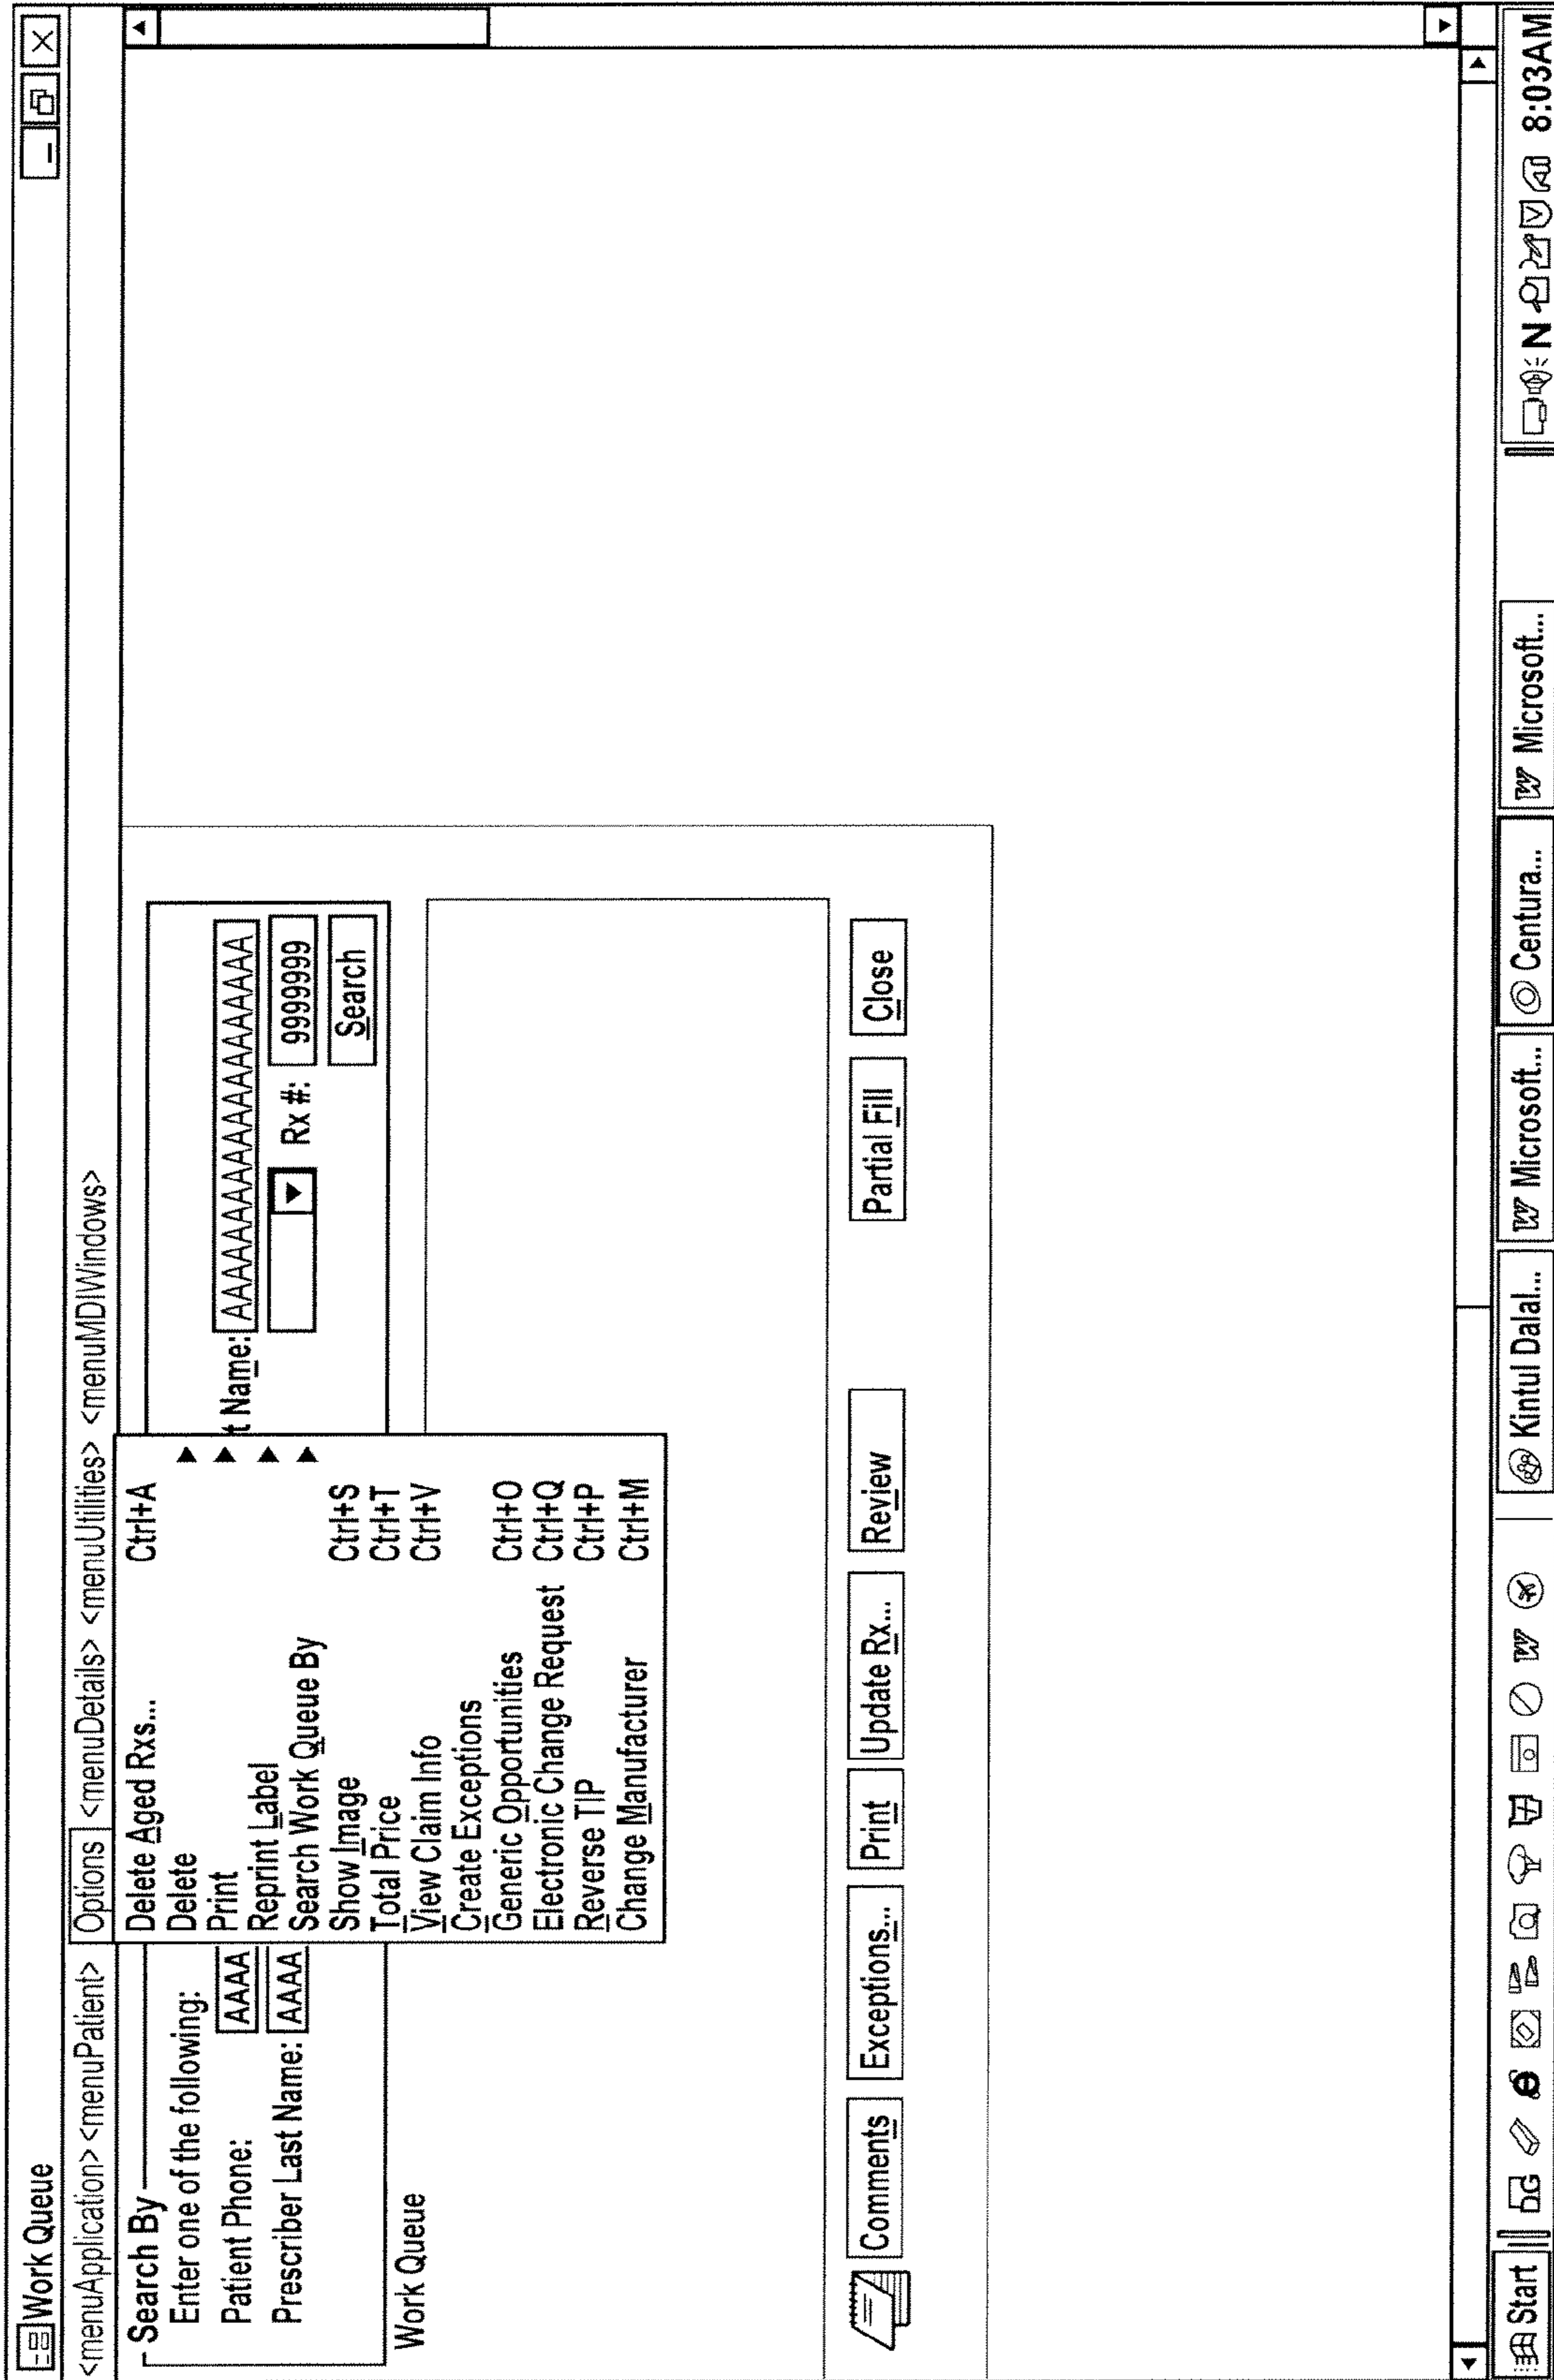 Work Queue
<menuApplication> <menuPatient> Options <menuDetails> <menuUtilities> <menuMDIWindows>
Search By
Enter one of the following:
Patient Phone: AAAA
t Name: AAAAAAAAAAAAAAAAAAAAAAAA
Prescriber Last Name: AAAA
Rx #: 9999999
Search
Delete Aged Rxs... Ctrl+A
Delete
Print
Reprint Label
Search Work Queue By
Show Image Ctrl+S
Total Price Ctrl+T
View Claim Info Ctrl+V
Create Exceptions
Generic Opportunities Ctrl+O
Electronic Change Request Ctrl+Q
Reverse TIP Ctrl+P
Change Manufacturer Ctrl+M
Work Queue
Comments Exceptions... Print Update Rx... Review Partial Fill Close
Start Kintul Dalal... W Microsoft... Centura... W Microsoft... N 8:03AM